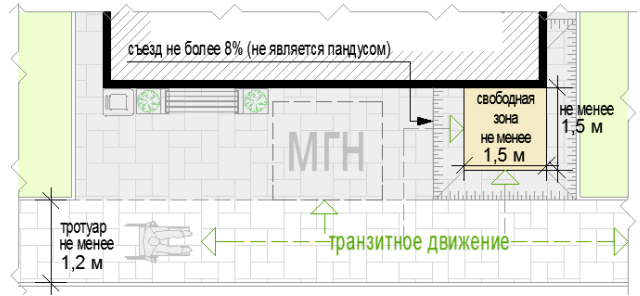 съезд не более 8% (не является пандусом)
свободная
зона
не менее
1,5 м
не менее
1,5 м
МГН
тротуар
не менее
1,2 м
транзитное движение